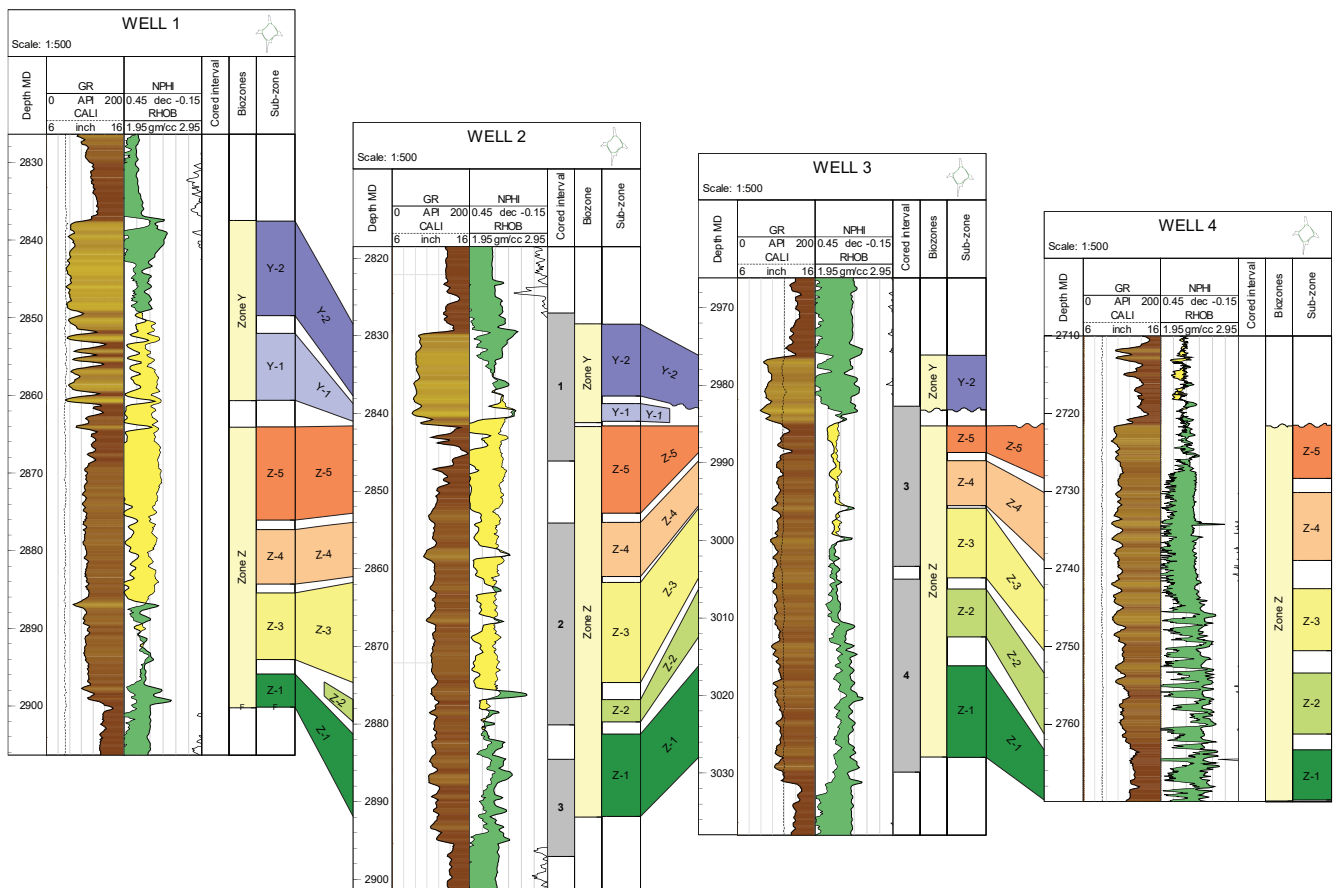 WELL 1
Scale: 1:500
Depth MD
GR
0 API 200
CALI
6 inch 16
NPHI
0.45 dec -0.15
RHOB
1.95 gm/cc 2.95
Cored interval
Biozones
Sub-zone
2830
2840
2850
2860
2870
2880
2890
2900
Zone Y
Zone Z
F
Y-2
Y-1
Z-5
Z-4
Z-3
Z-1
F
Y-2
Y-1
Z-5
Z-4
Z-3
Z-2
Z-1
WELL 2
Scale: 1:500
Depth MD
GR
0 API 200
CALI
6 inch 16
NPHI
0.45 dec -0.15
RHOB
1.95 gm/cc 2.95
Cored interval
Biozones
Sub-zone
2820
2830
2840
2850
2860
2870
2880
2890
2900
1
2
3
Zone Y
Zone Z
Y-2
Y-1
Z-5
Z-4
Z-3
Z-2
Z-1
Y-2
Y-1
Z-5
Z-4
Z-3
Z-2
Z-1
WELL 3
Scale: 1:500
Depth MD
GR
0 API 200
CALI
6 inch 16
NPHI
0.45 dec -0.15
RHOB
1.95 gm/cc 2.95
Cored interval
Biozones
Sub-zone
2970
2980
2990
3000
3010
3020
3030
3
4
Zone Y
Zone Z
Y-2
Z-5
Z-4
Z-3
Z-2
Z-1
Z-5
Z-4
Z-3
Z-2
Z-1
WELL 4
Scale: 1:500
Depth MD
GR
0 API 200
CALI
6 inch 16
NPHI
0.45 dec -0.15
RHOB
1.95 gm/cc 2.95
Cored interval
Biozones
Sub-zone
2710
2720
2730
2740
2750
2760
Zone Z
Z-5
Z-4
Z-3
Z-2
Z-1